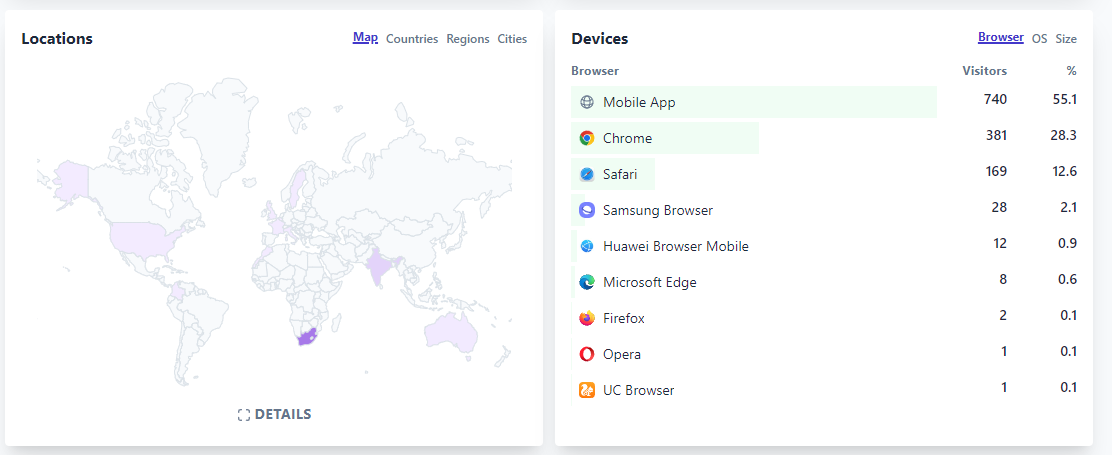 Locations
Map Countries Regions Cities
DETAILS
Devices
Browser OS Size
Browser Visitors %
Mobile App 740 55.1
Chrome 381 28.3
Safari 169 12.6
Samsung Browser 28 2.1
Huawei Browser Mobile 12 0.9
Microsoft Edge 8 0.6
Firefox 2 0.1
Opera 1 0.1
UC Browser 1 0.1